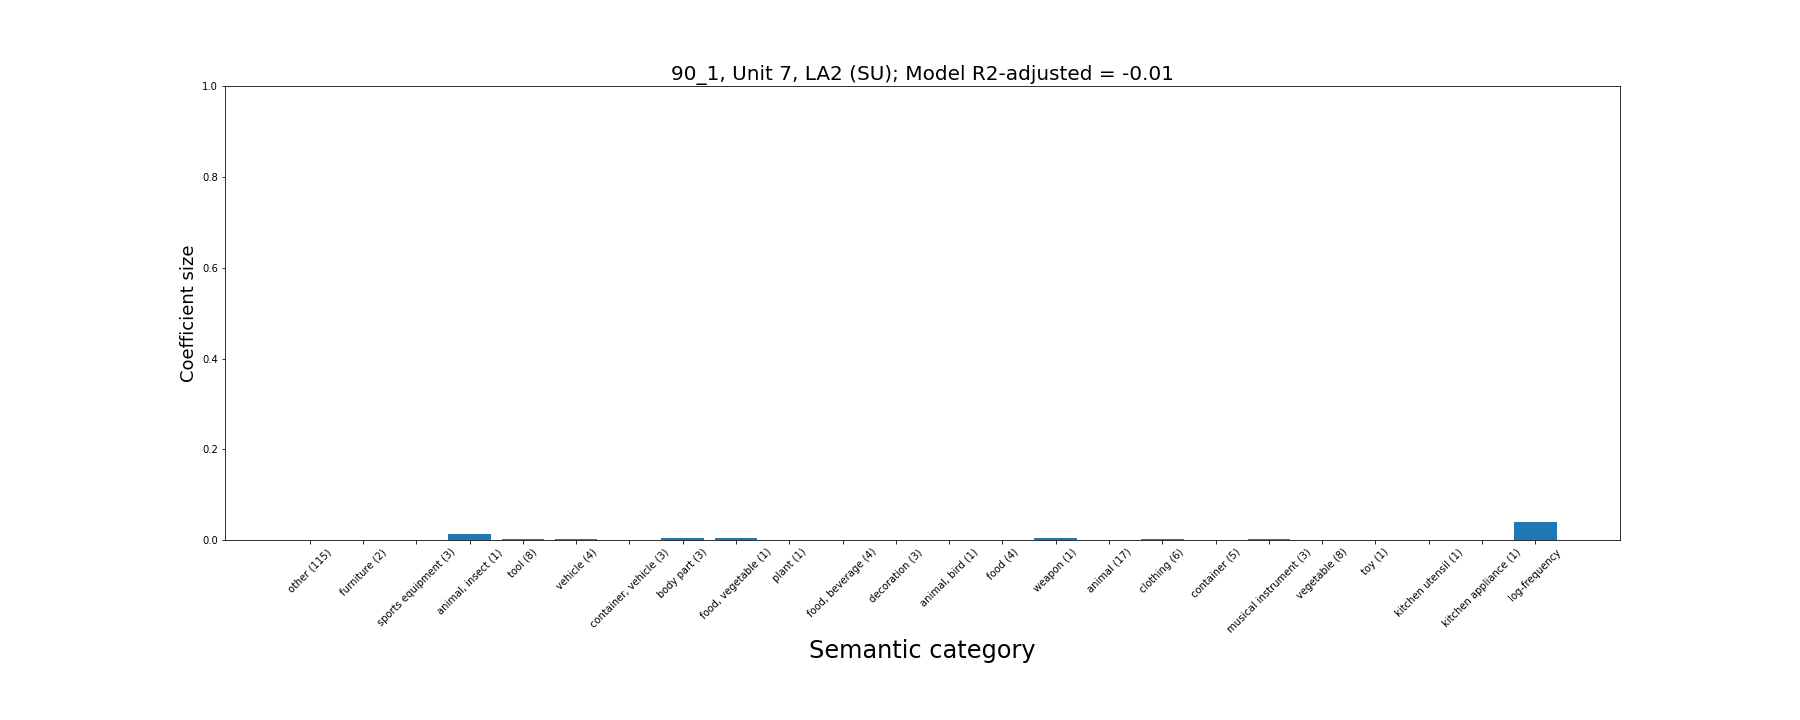 90_1, Unit 7, LA2 (SU); Model R2-adjusted = -0.01
1.0
0.8
0.6
0.4
0.2
0.0
Coefficient size
other (115)
furniture (2)
sports equipment (3)
animal, insect (1)
tool (8)
vehicle (4)
container, vehicle (3)
body part (3)
food, vegetable (1)
plant (1)
food, beverage (4)
decoration (3)
animal, bird (1)
food (4)
weapon (1)
animal (17)
clothing (6)
container (5)
musical instrument (3)
vegetable (8)
toy (1)
kitchen utensil (1)
kitchen appliance (1)
log-frequency
Semantic category